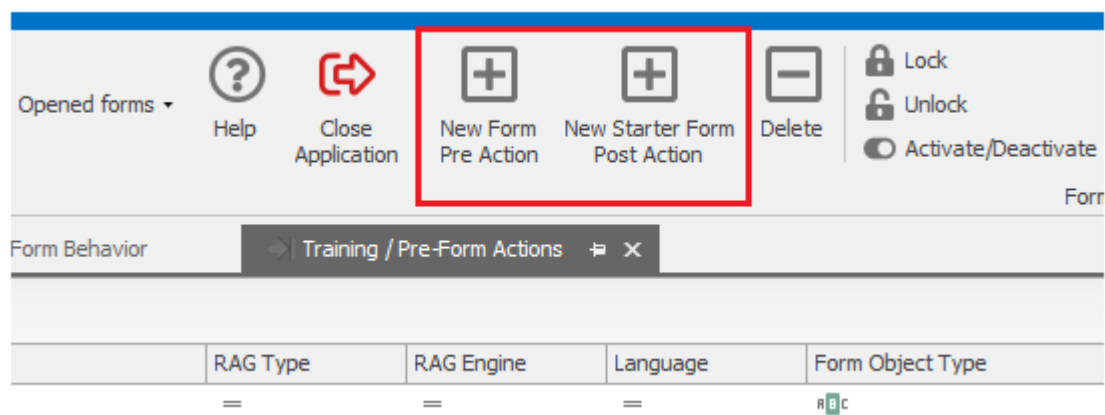 Opened forms
Help
Close
Application
New Form
Pre Action
New Starter Form
Post Action
Delete
Lock
Unlock
Activate/Deactivate
Form Behavior
Training / Pre-Form Actions
RAG Type
RAG Engine
Language
Form Object Type
= = = ABC